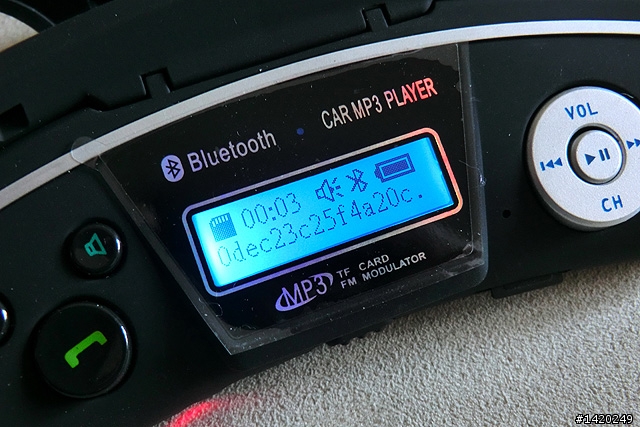 CAR MP3 PLAYER
Bluetooth
00:03
0dec23c25f4a20c.
MP3 TF CARD
FM MODULATOR
VOL
CH
#1420249